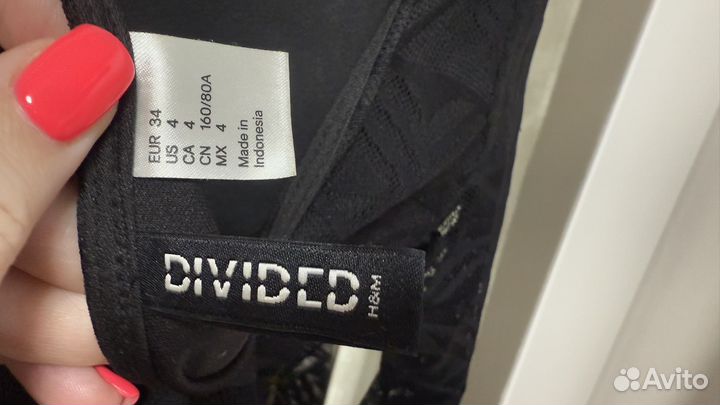 EUR 34
US 4
CA 4
CN 160/80A
MX 4
Made in
Indonesia
DIVIDED
H&M
Avito